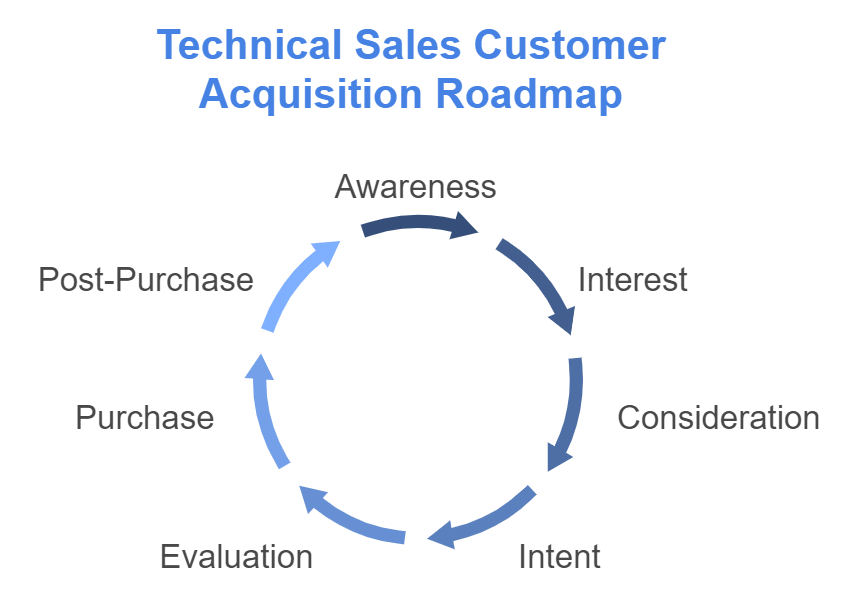 Technical Sales Customer
Acquisition Roadmap
Awareness
Interest
Consideration
Intent
Evaluation
Purchase
Post-Purchase